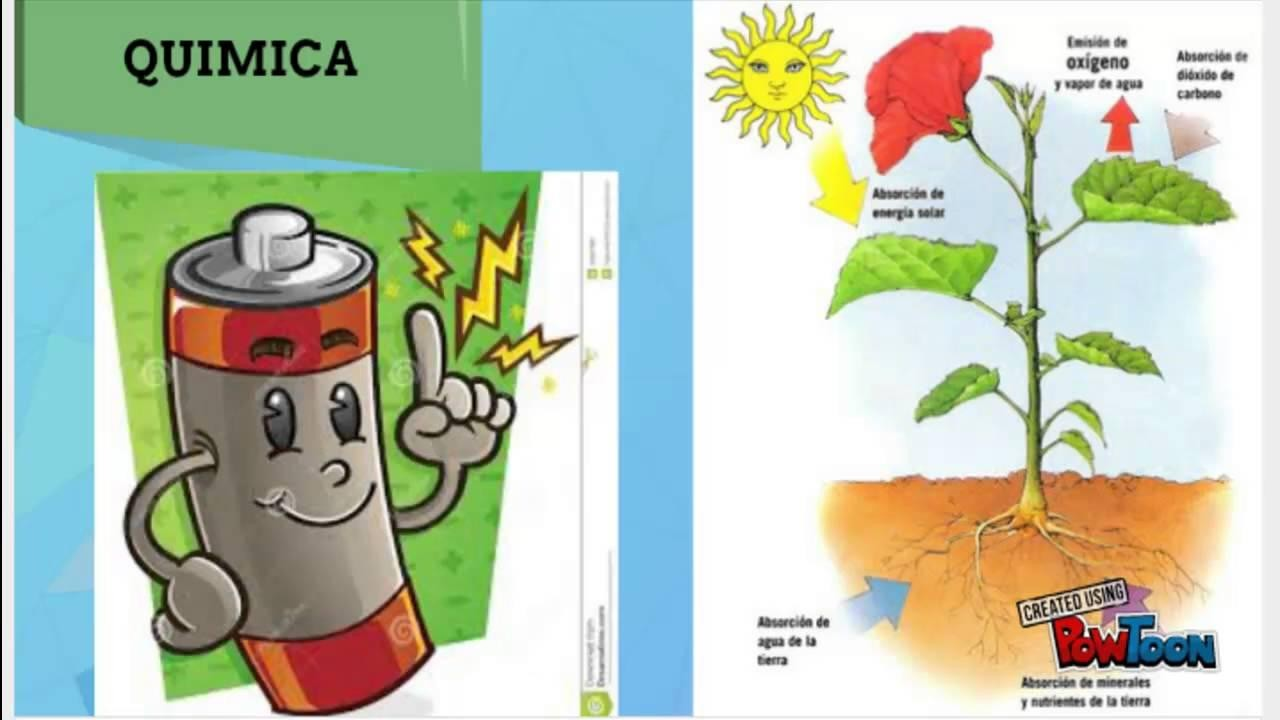 QUIMICA
Emisión de
oxígeno
y vapor de agua
Absorción de
dióxido de
carbono
Absorción de
energía solar
Absorción de
agua de la
tierra
CREATED USING
POWTOON
Absorción de minerales
y nutrientes de la tierra